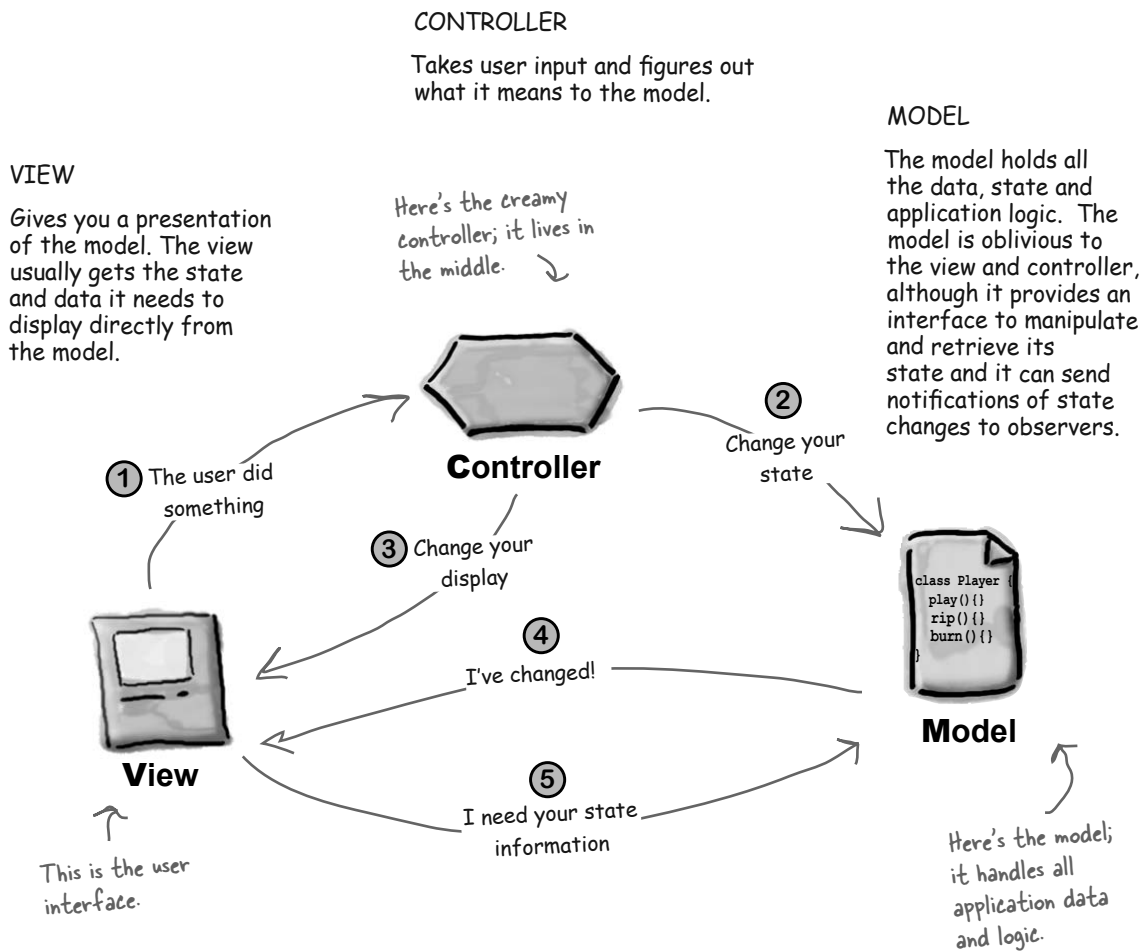 CONTROLLER
Takes user input and figures out
what it means to the model.
MODEL
The model holds all
the data, state and
application logic. The
model is oblivious to
the view and controller,
although it provides an
interface to manipulate
and retrieve its
state and it can send
notifications of state
changes to observers.
VIEW
Gives you a presentation
of the model. The view
usually gets the state
and data it needs to
display directly from
the model.
Here's the creamy
controller; it lives in
the middle.
Controller
1 The user did
something
2
Change your
state
3 Change your
display
4
I've changed!
5
I need your state
information
class Player {
play(){}
rip(){}
burn(){}
}
Model
View
This is the user
interface.
Here's the model;
it handles all
application data
and logic.